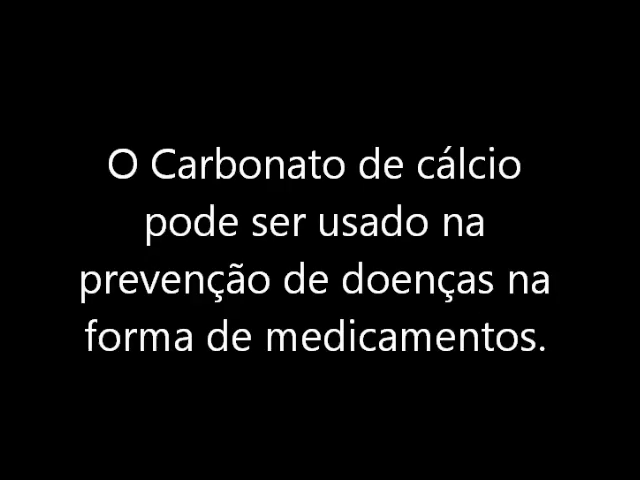 O Carbonato de cálcio
pode ser usado na
prevenção de doenças na
forma de medicamentos.